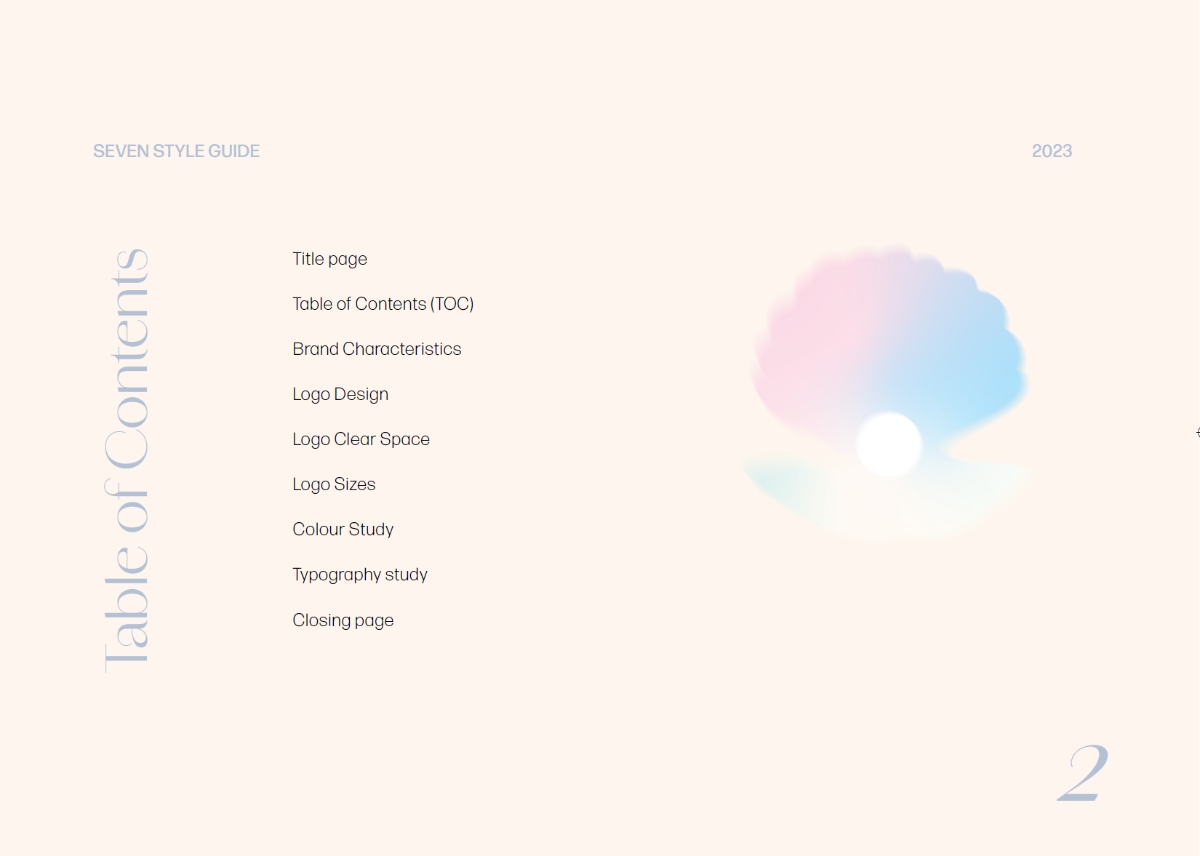 SEVEN STYLE GUIDE
2023
Table of Contents
Title page
Table of Contents (TOC)
Brand Characteristics
Logo Design
Logo Clear Space
Logo Sizes
Colour Study
Typography study
Closing page
2